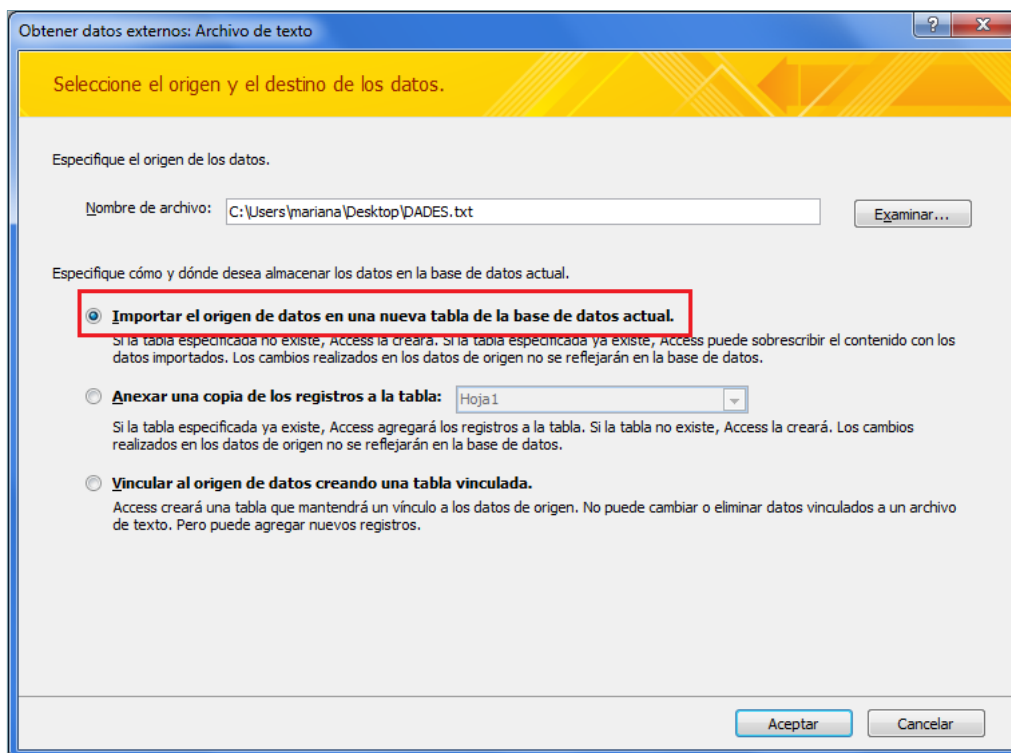 Obtener datos externos: Archivo de texto
Seleccione el origen y el destino de los datos.
Especifique el origen de los datos.
Nombre de archivo: C:\Users\mariana\Desktop\DADES.txt Examinar...
Especifique cómo y dónde desea almacenar los datos en la base de datos actual.
Importar el origen de datos en una nueva tabla de la base de datos actual.
Si la tabla especificada no existe, Access la creará. Si la tabla especificada ya existe, Access puede sobrescribir el contenido con los
datos importados. Los cambios realizados en los datos de origen no se reflejarán en la base de datos.
Anexar una copia de los registros a la tabla: Hoja1
Si la tabla especificada ya existe, Access agregará los registros a la tabla. Si la tabla no existe, Access la creará. Los cambios
realizados en los datos de origen no se reflejarán en la base de datos.
Vincular al origen de datos creando una tabla vinculada.
Access creará una tabla que mantendrá un vínculo a los datos de origen. No puede cambiar o eliminar datos vinculados a un archivo
de texto. Pero puede agregar nuevos registros.
Aceptar Cancelar